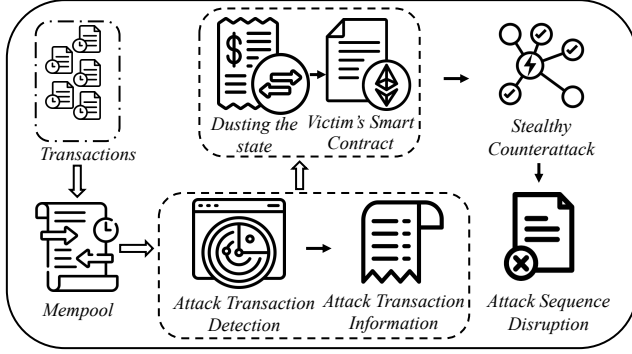 Transactions
Mempool
Attack Transaction
Detection
Attack Transaction
Information
$
Dusting the
state
Victim's Smart
Contract
Stealthy
Counterattack
Attack Sequence
Disruption